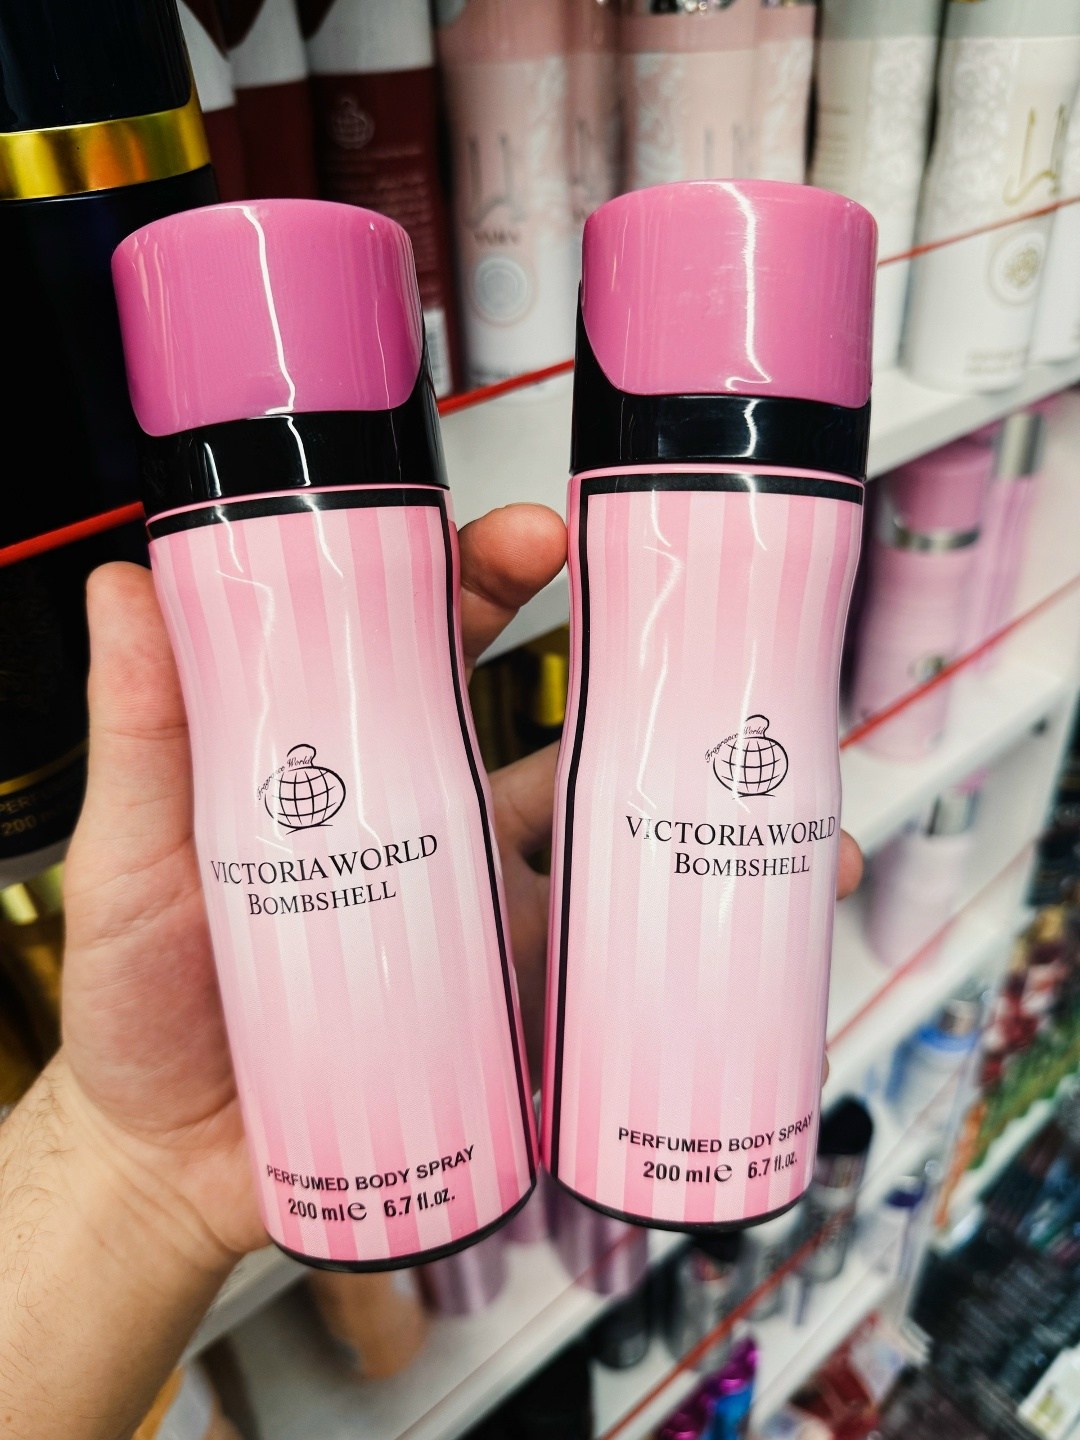 Fragrance World
VICTORIA WORLD
BOMBSHELL
PERFUMED BODY SPRAY
200 ml℮ 6.7 fl.oz.
Fragrance World
VICTORIA WORLD
BOMBSHELL
PERFUMED BODY SPRAY
200 ml℮ 6.7 fl.oz.